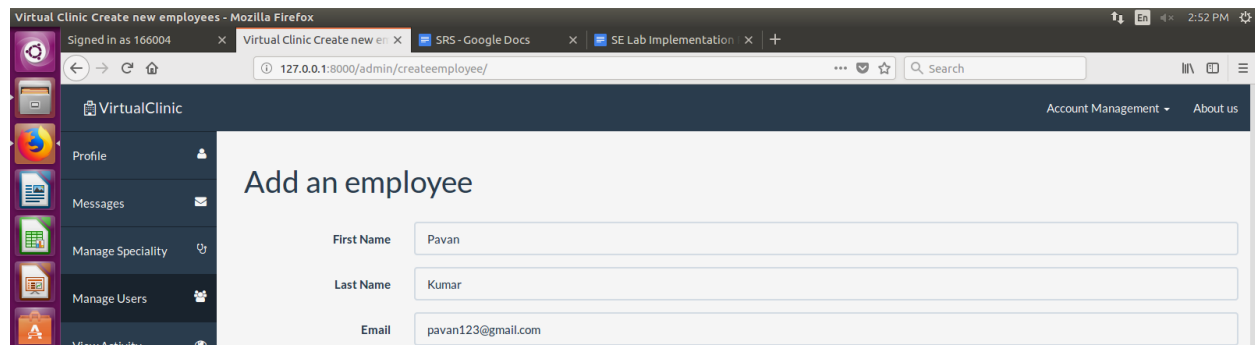 Virtual Clinic Create new employees - Mozilla Firefox
En 2:52 PM
Signed in as 166004 Virtual Clinic Create new en SRS - Google Docs SE Lab Implementation
127.0.0.1:8000/admin/createemployee/ Search
VirtualClinic Account Management About us
Profile
Messages
Manage Speciality
Manage Users
View Activity
Add an employee
First Name Pavan
Last Name Kumar
Email pavan123@gmail.com